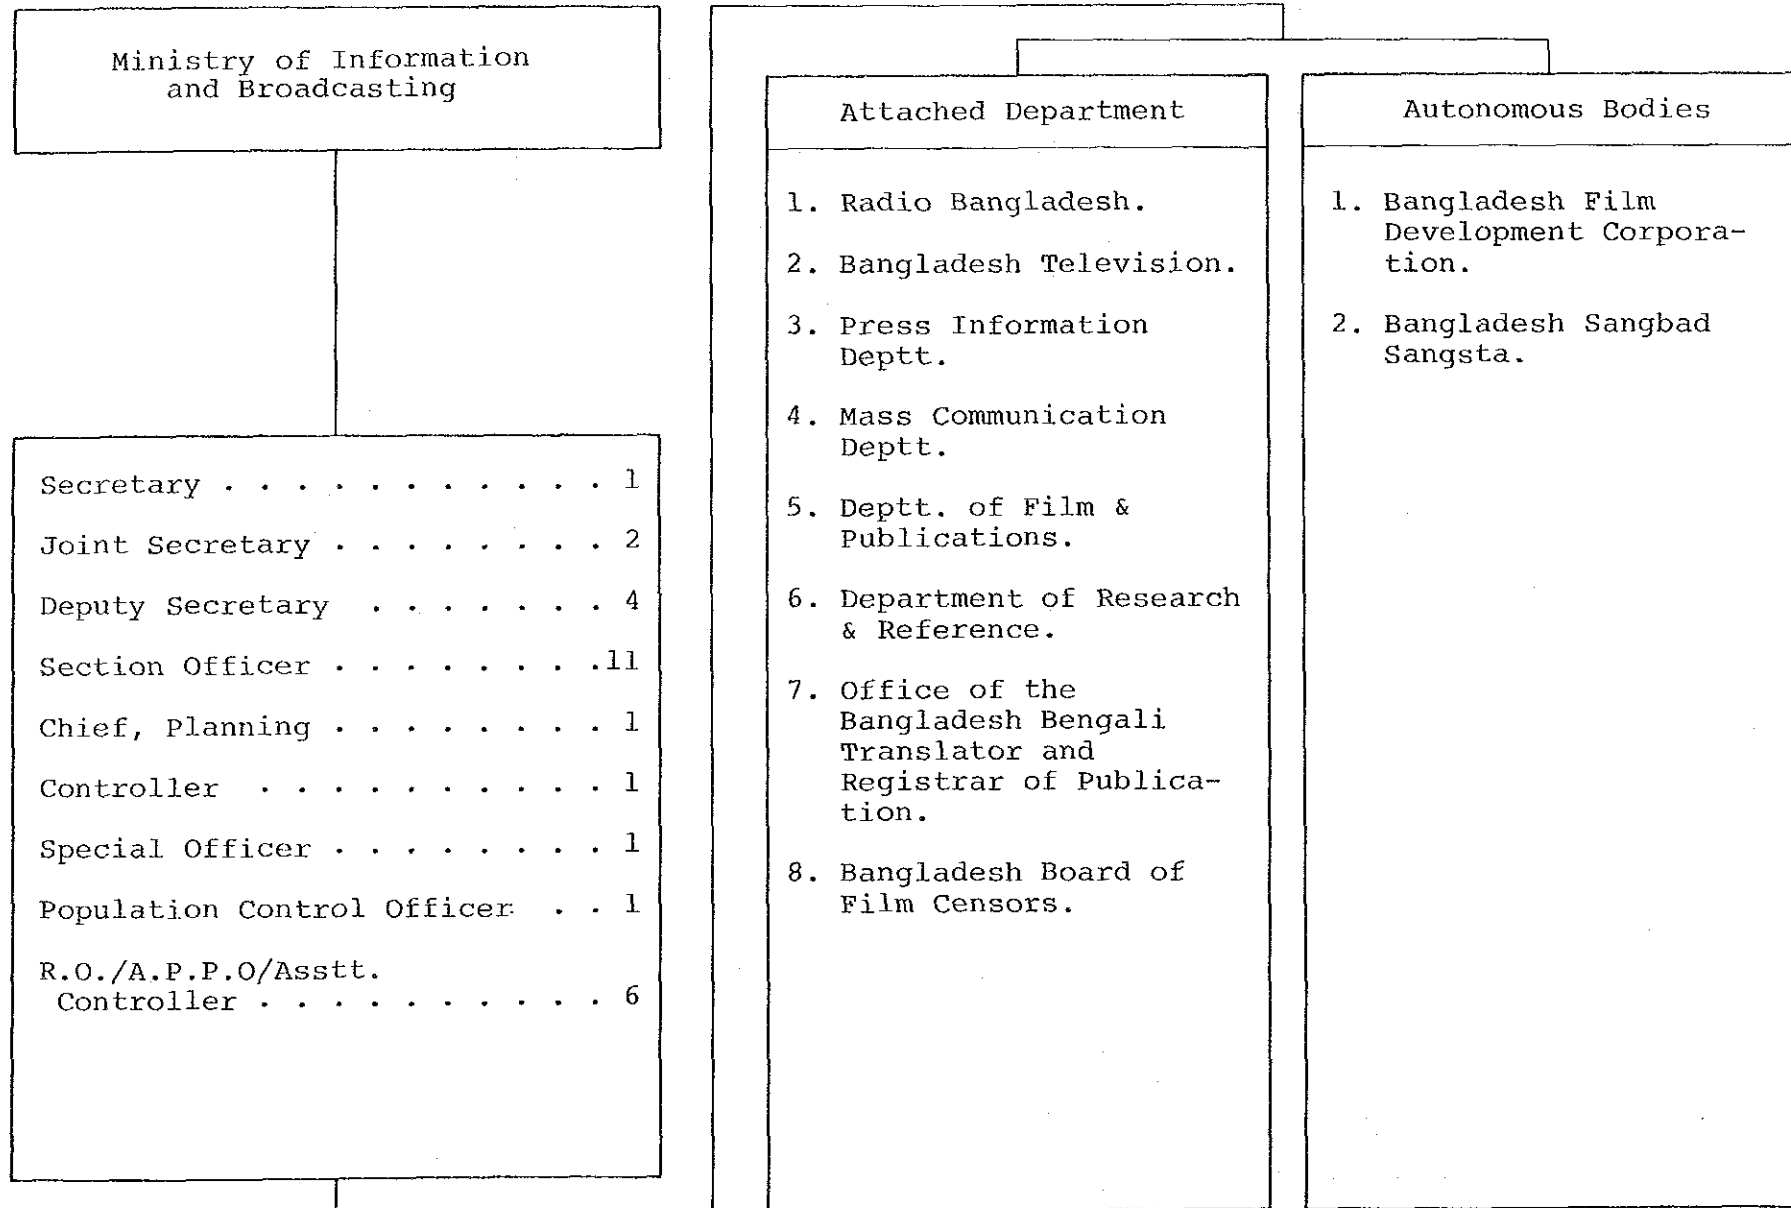 Ministry of Information
and Broadcasting
Secretary . . . . . . . . . . . 1
Joint Secretary . . . . . . . . 2
Deputy Secretary . . . . . . . 4
Section Officer . . . . . . . .11
Chief, Planning . . . . . . . . 1
Controller . . . . . . . . . . 1
Special Officer . . . . . . . . 1
Population Control Officer . . 1
R.O./A.P.P.O/Asstt.
Controller . . . . . . . . . . 6
Attached Department
1. Radio Bangladesh.
2. Bangladesh Television.
3. Press Information
Deptt.
4. Mass Communication
Deptt.
5. Deptt. of Film &
Publications.
6. Department of Research
& Reference.
7. Office of the
Bangladesh Bengali
Translator and
Registrar of Publica-
tion.
8. Bangladesh Board of
Film Censors.
Autonomous Bodies
1. Bangladesh Film
Development Corpora-
tion.
2. Bangladesh Sangbad
Sangsta.